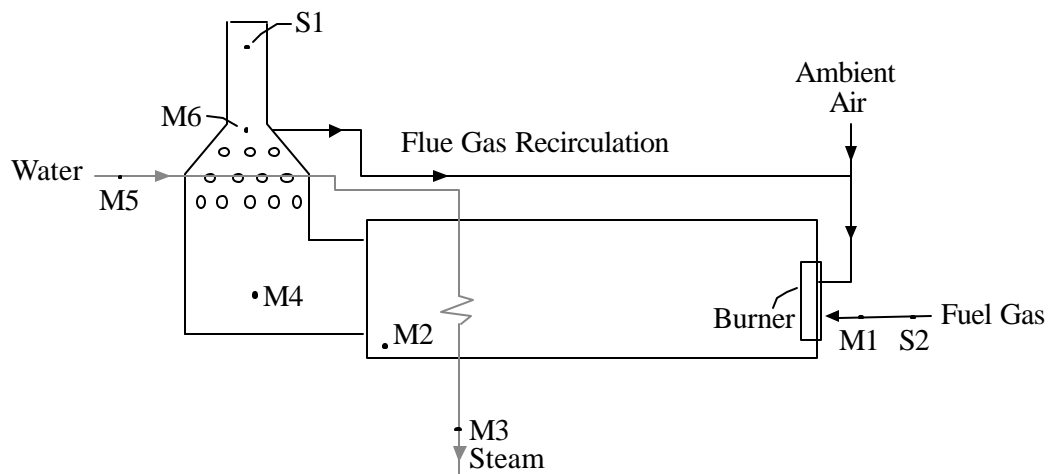 S1
Ambient
Air
M6
Flue Gas Recirculation
Water
M5
M4
M2
Burner
Fuel Gas
M1
S2
M3
Steam